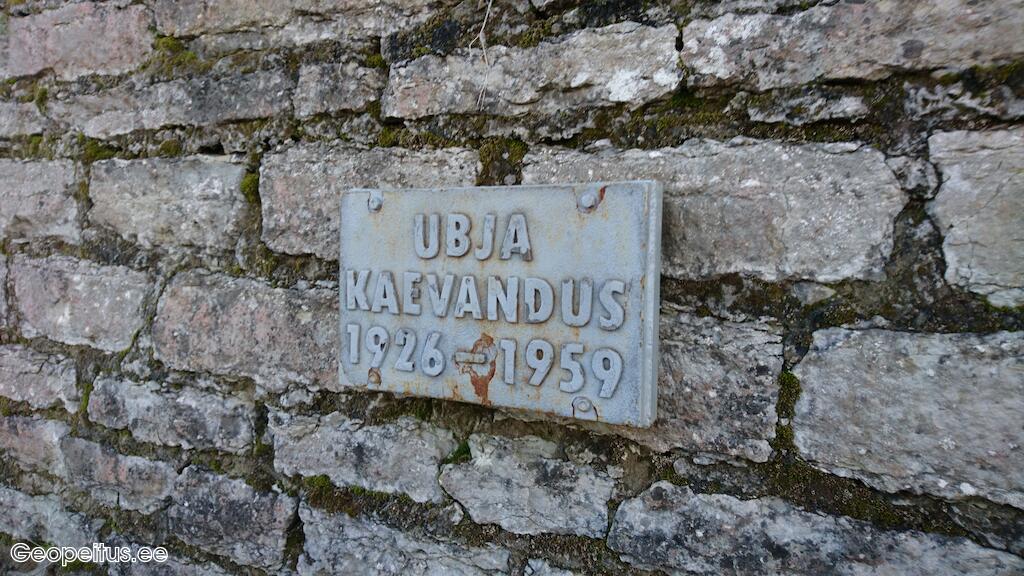 UBJA
KAEVANDUS
1926 – 1959
Geopeitus.ee